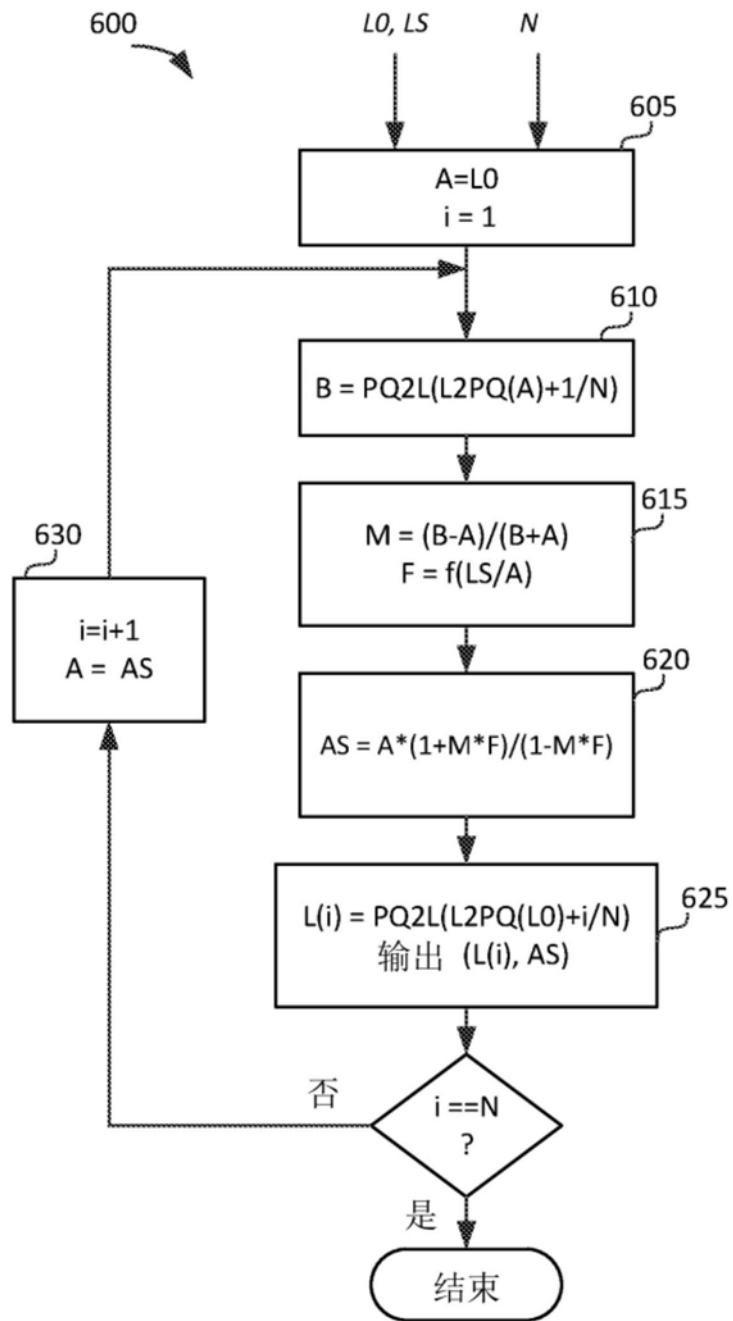 600
L0, LS
N
605
A=L0
i = 1
610
B = PQ2L(L2PQ(A)+1/N)
615
M = (B-A)/(B+A)
F = f(LS/A)
630
i=i+1
A = AS
620
AS = A*(1+M*F)/(1-M*F)
625
L(i) = PQ2L(L2PQ(L0)+i/N)
输出 (L(i), AS)
否
i ==N
?
是
结束